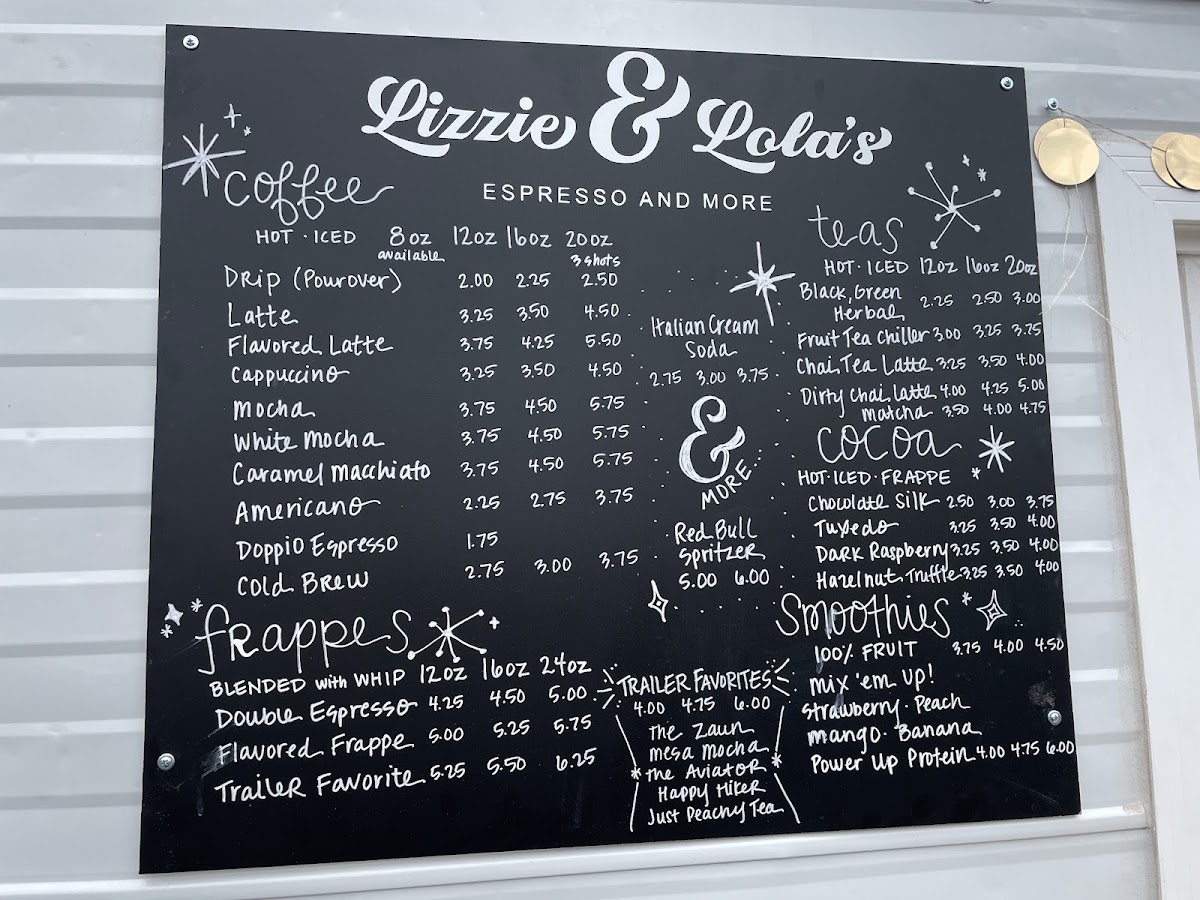 Lizzie & Lola's
ESPRESSO AND MORE
coffee
HOT · ICED 8oz available 12oz 16oz 20oz 3 shots
DRIP (Pourover) 2.00 2.25 2.50
Latte 3.25 3.50 4.50
Flavored Latte 3.75 4.25 5.50
Cappuccino 3.25 3.50 4.50
Mocha 3.75 4.50 5.75
White Mocha 3.75 4.50 5.75
Caramel Macchiato 3.75 4.50 5.75
Americano 2.25 2.75 3.75
Doppio Espresso 1.75
Cold Brew 2.75 3.00 3.75
frappes
BLENDED with WHIP 12oz 16oz 24oz
Double Espresso 4.25 4.50 5.00
Flavored Frappe 5.00 5.25 5.75
Trailer Favorite 5.25 5.50 6.25
Italian Cream
Soda
2.75 3.00 3.75
&
MORE...
Red Bull
Spritzer
5.00 6.00
TRAILER FAVORITES
4.00 4.75 6.00
The Zaun
Mesa Mocha
* The Aviator *
Happy Hiker
Just Peachy Tea
teas
HOT · ICED 12oz 16oz 20oz
Black, Green
Herbal 2.25 2.50 3.00
Fruit Tea Chiller 3.00 3.25 3.75
Chai Tea Latte 3.25 3.50 4.00
Dirty Chai Latte 4.00 4.25 5.00
Matcha 3.50 4.00 4.75
cocoa
HOT · ICED · FRAPPE
Chocolate Silk 2.50 3.00 3.75
Tuxedo 3.25 3.50 4.00
Dark Raspberry 3.25 3.50 4.00
Hazelnut Truffle 3.25 3.50 4.00
Smoothies
100% FRUIT 3.75 4.00 4.50
mix 'em up!
Strawberry · Peach
mango · Banana
Power Up Protein 4.00 4.75 6.00